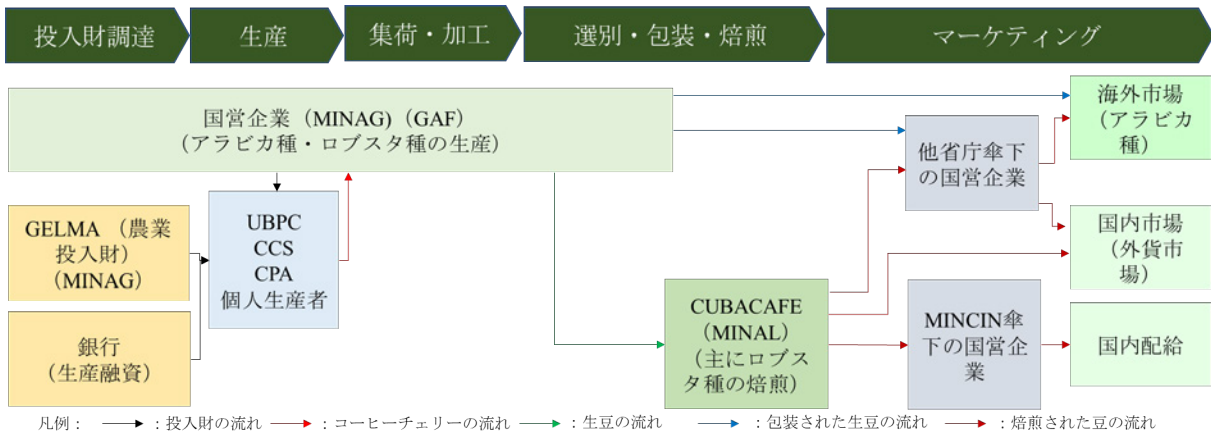 投入財調達
生産
集荷・加工
選別・包装・焙煎
マーケティング
国営企業（MINAG)（GAF）
（アラビカ種・ロブスタ種の生産）
海外市場
（アラビカ
種）
他省庁傘下
の国営企業
UBPC
CCS
CPA
個人生産者
GELMA （農業
投入財）
（MINAG）
国内市場
（外貨市
場）
銀行
（生産融資）
CUBACAFE
（MINAL）
（主にロブス
タ種の焙煎）
MINCIN傘
下の国営企
業
国内配給
凡例： ：投入財の流れ ：コーヒーチェリーの流れ ：生豆の流れ ：包装された生豆の流れ ：焙煎された豆の流れ